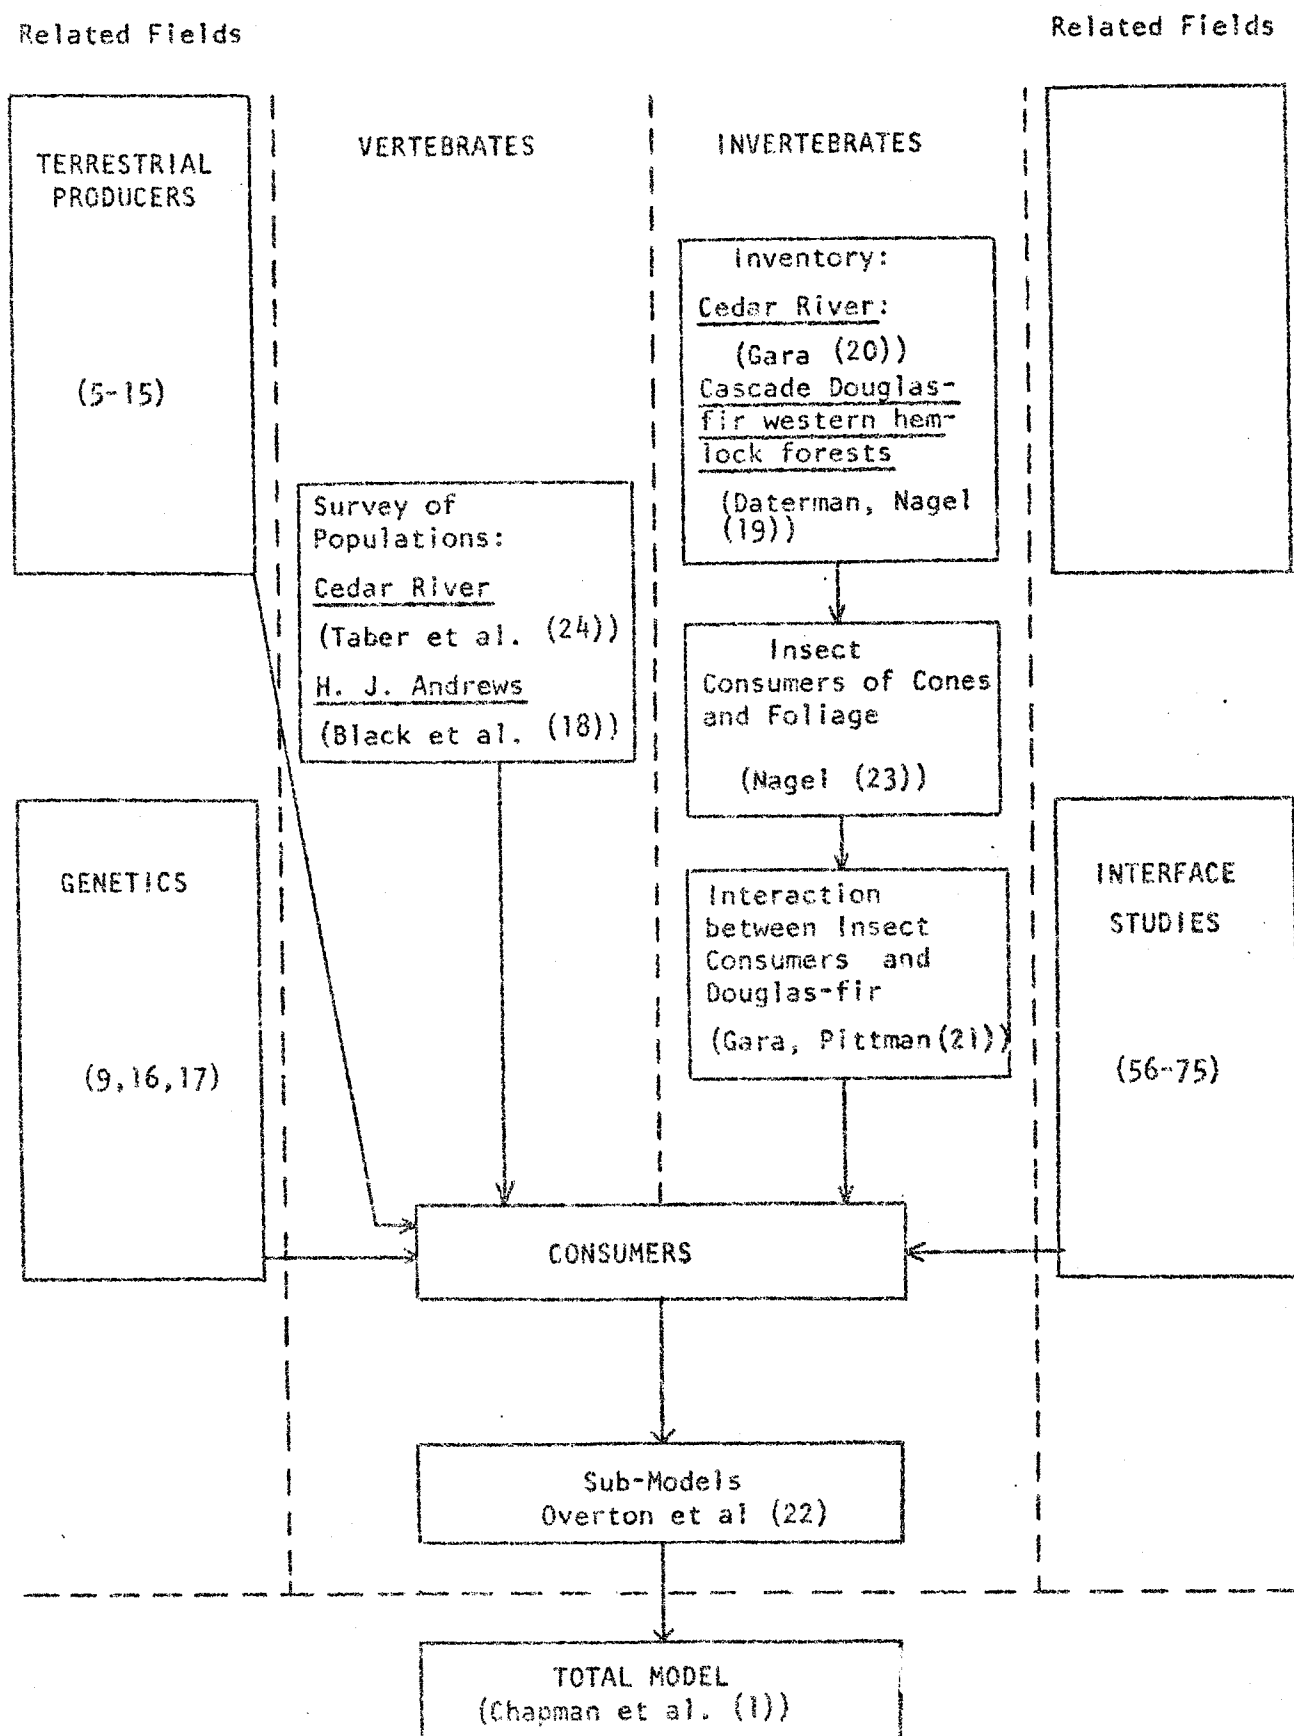 Related Fields
Related Fields
TERRESTRIAL
PRODUCERS
(5-15)
VERTEBRATES
INVERTEBRATES
Inventory:
Cedar River:
(Gara (20))
Cascade Douglas-
fir western hem-
lock forests
(Daterman, Nagel
(19))
Survey of
Populations:
Cedar River
(Taber et al. (24))
H. J. Andrews
(Black et al. (18))
Insect
Consumers of Cones
and Foliage
(Nagel (23))
GENETICS
(9,16,17)
Interaction
between Insect
Consumers and
Douglas-fir
(Gara, Pittman(21))
INTERFACE
STUDIES
(56-75)
CONSUMERS
Sub-Models
Overton et al (22)
TOTAL MODEL
(Chapman et al. (1))